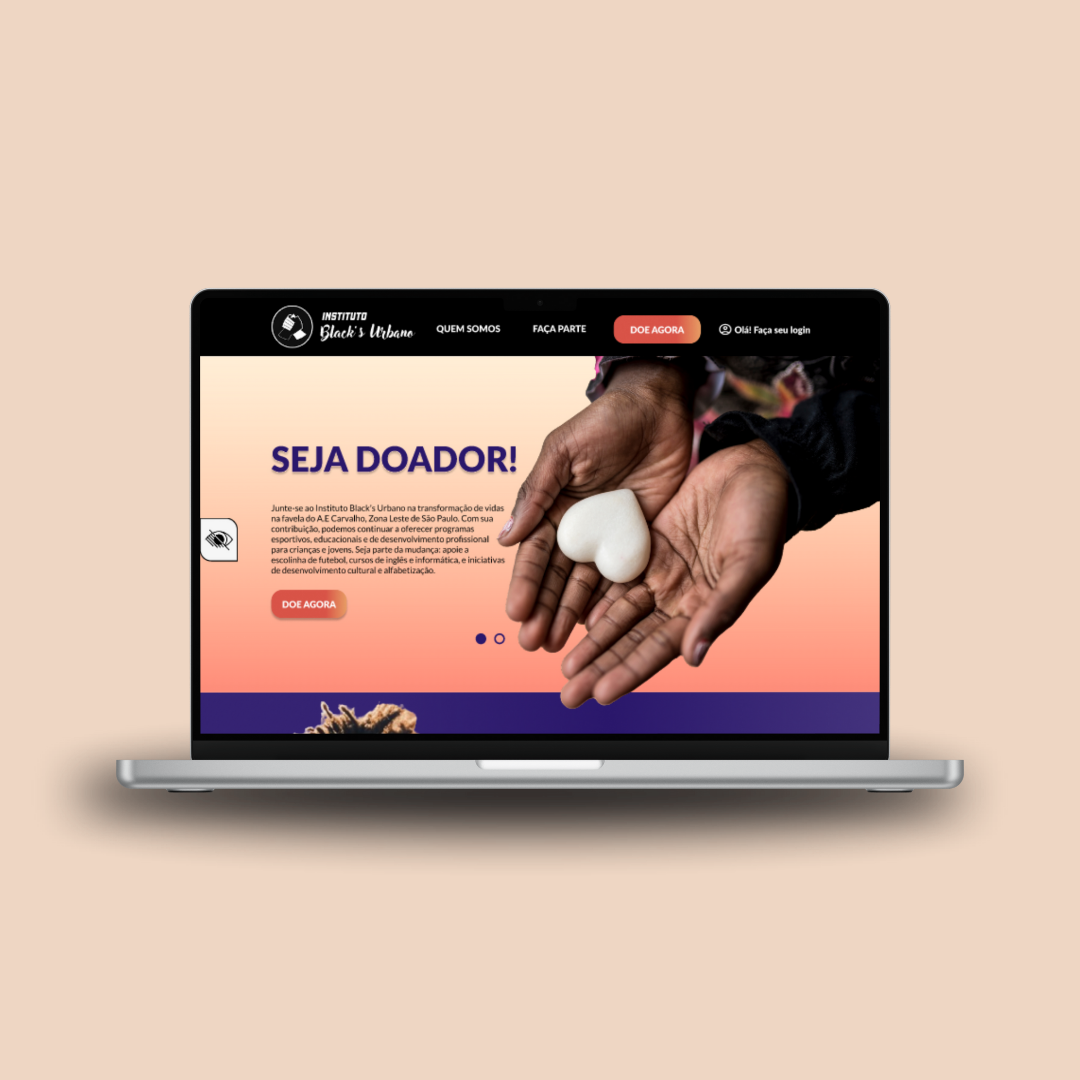 INSTITUTO
Black's Urbano
QUEM SOMOS
FAÇA PARTE
DOE AGORA
Olá! Faça seu login
SEJA DOADOR!
Junte-se ao Instituto Black's Urbano na transformação de vidas
na favela do A.E Carvalho, Zona Leste de São Paulo. Com sua
contribuição, podemos continuar a oferecer programas
esportivos, educacionais e de desenvolvimento profissional
para crianças e jovens. Seja parte da mudança: apoie a
escolinha de futebol, cursos de inglês e informática, e iniciativas
de desenvolvimento cultural e alfabetização.
DOE AGORA